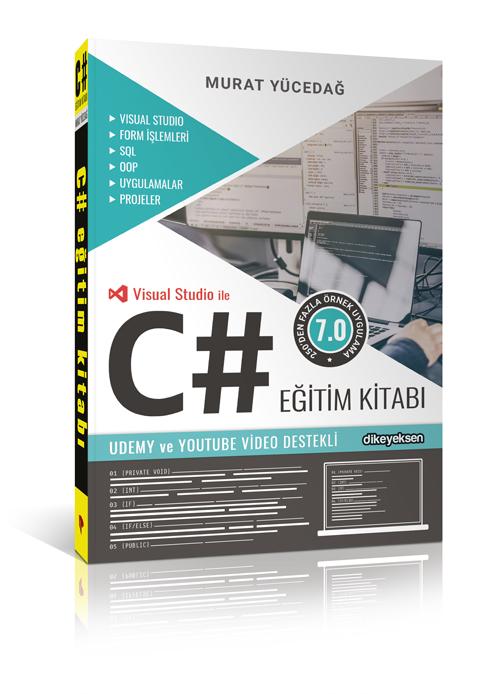 MURAT YÜCEDAĞ
VISUAL STUDIO
FORM İŞLEMLERİ
SQL
OOP
UYGULAMALAR
PROJELER
Visual Studio ile
C#
EĞİTİM KİTABI
250'DEN FAZLA ÖRNEK UYGULAMA
7.0
UDEMY ve YOUTUBE VİDEO DESTEKLİ
dikeyeksen
01 (PRIVATE VOID)
02 (INT)
03 (IF)
04 (IF/ELSE)
05 (PUBLIC)
C#
C# eğitim kitabı